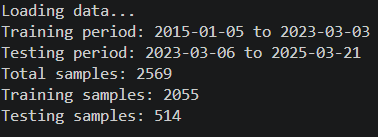 Loading data...
Training period: 2015-01-05 to 2023-03-03
Testing period: 2023-03-06 to 2025-03-21
Total samples: 2569
Training samples: 2055
Testing samples: 514